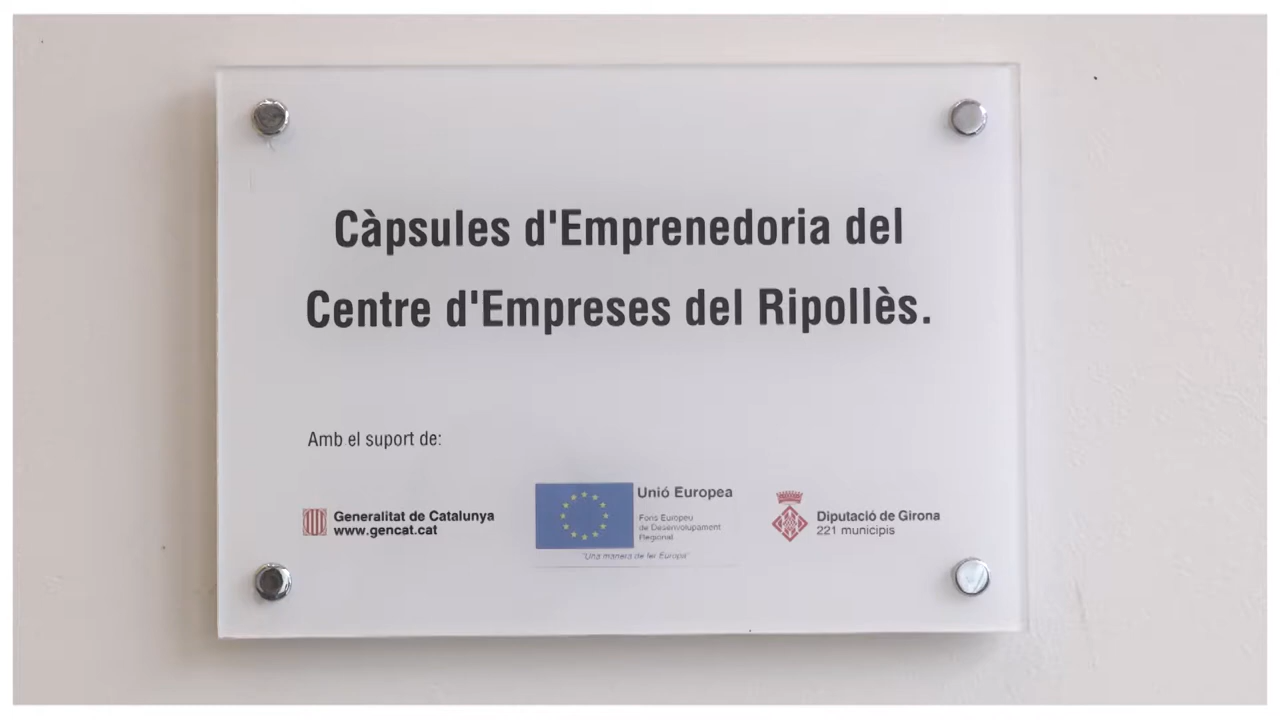 Càpsules d'Emprenedoria del
Centre d'Empreses del Ripollès.
Amb el suport de:
Generalitat de Catalunya
www.gencat.cat
Unió Europea
Fons Europeu
de Desenvolupament
Regional
"Una manera de fer Europa"
Diputació de Girona
221 municipis